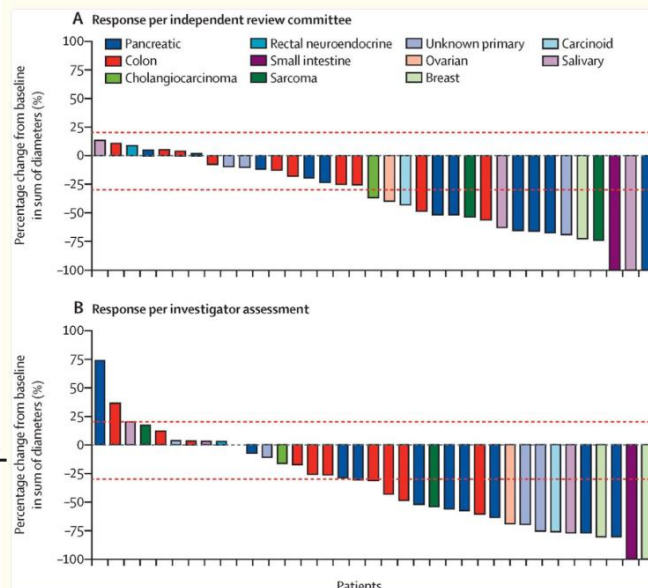 A Response per independent review committee
Pancreatic Rectal neuroendocrine Unknown primary Carcinoid
Colon Small intestine Ovarian Salivary
Cholangiocarcinoma Sarcoma Breast
Percentage change from baseline
in sum of diameters (%)
100
75
50
25
0
−25
−50
−75
−100
B Response per investigator assessment
Percentage change from baseline
in sum of diameters (%)
100
75
50
25
0
−25
−50
−75
−100
Patients